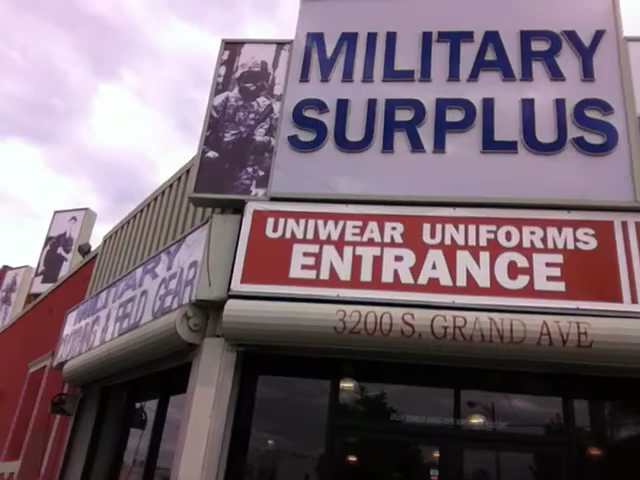 MILITARY
SURPLUS
UNIWEAR UNIFORMS
ENTRANCE
3200 S. GRAND AVE
MILITARY
& FIELD GEAR